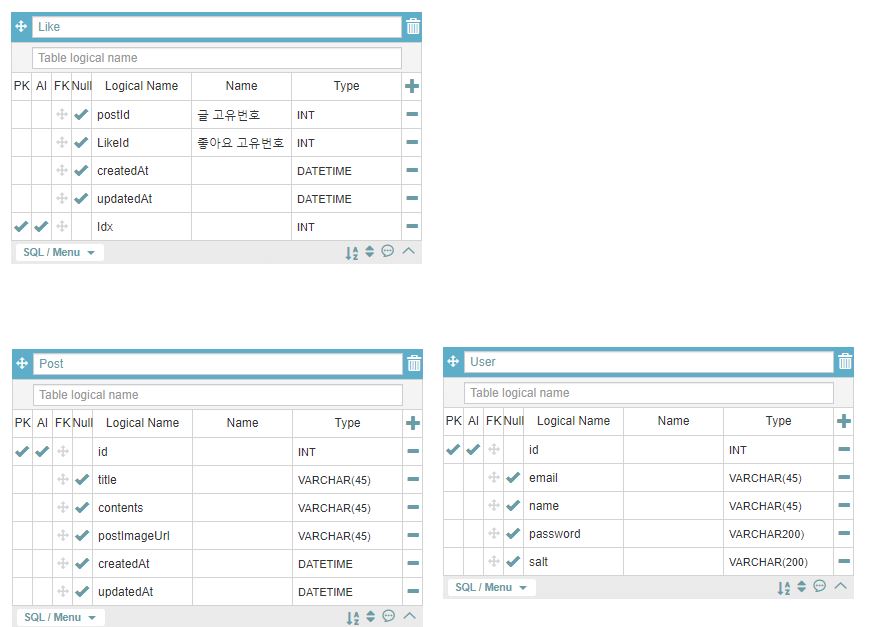 Like
Table logical name
PK AI FK Null Logical Name Name Type
postId 글 고유번호 INT
LikeId 좋아요 고유번호 INT
createdAt DATETIME
updatedAt DATETIME
Idx INT
SQL / Menu
Post
Table logical name
PK AI FK Null Logical Name Name Type
id INT
title VARCHAR(45)
contents VARCHAR(45)
postImageUrl VARCHAR(45)
createdAt DATETIME
updatedAt DATETIME
SQL / Menu
User
Table logical name
PK AI FK Null Logical Name Name Type
id INT
email VARCHAR(45)
name VARCHAR(45)
password VARCHAR200)
salt VARCHAR(200)
SQL / Menu